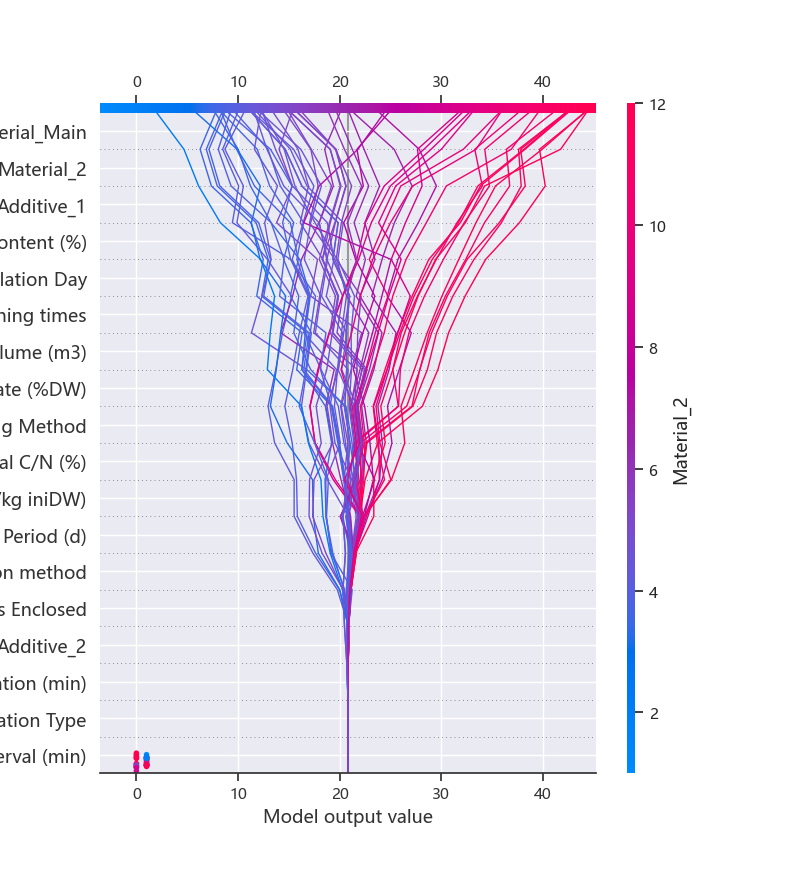 0 10 20 30 40
erial_Main
Material_2
Additive_1
ontent (%)
lation Day
ning times
lume (m3)
ate (%DW)
g Method
al C/N (%)
/kg iniDW)
Period (d)
on method
s Enclosed
Additive_2
ation (min)
ation Type
erval (min)
0 10 20 30 40
Model output value
12
10
8
6
4
2
Material_2